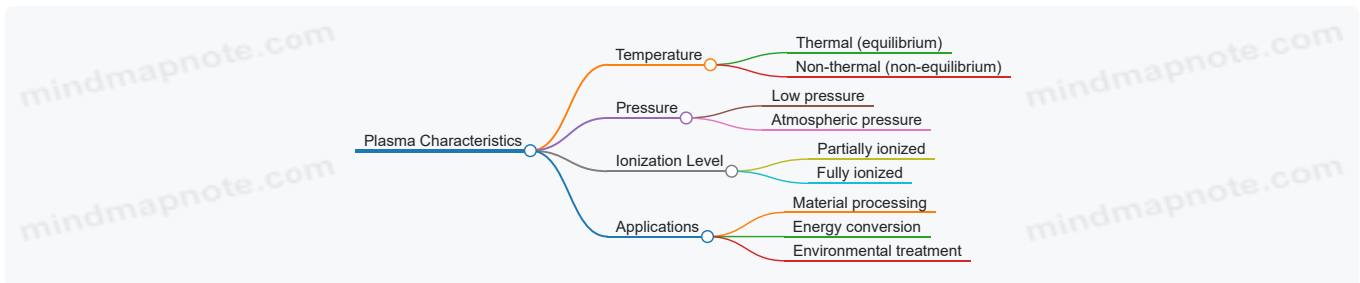 mindmapnote.com
mindmapnote.com
Plasma Characteristics
Temperature
Thermal (equilibrium)
Non-thermal (non-equilibrium)
Pressure
Low pressure
Atmospheric pressure
Ionization Level
Partially ionized
Fully ionized
Applications
Material processing
Energy conversion
Environmental treatment
mindmapnote.com
mindmapnote.com